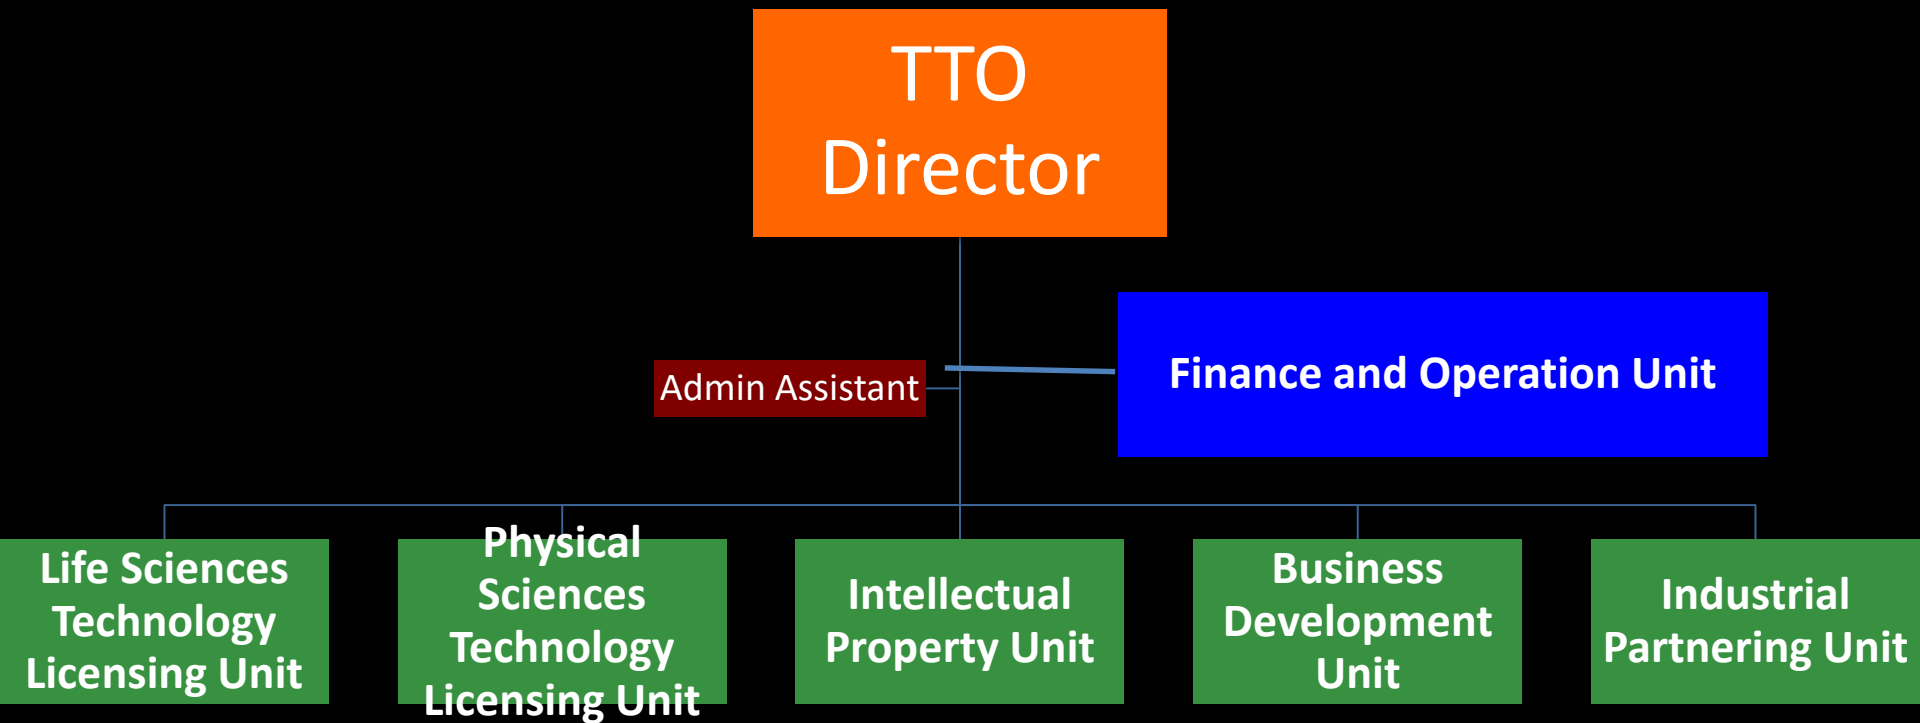 TTO
Director
Admin Assistant
Finance and Operation Unit
Life Sciences
Technology
Licensing Unit
Physical
Sciences
Technology
Licensing Unit
Intellectual
Property Unit
Business
Development
Unit
Industrial
Partnering Unit